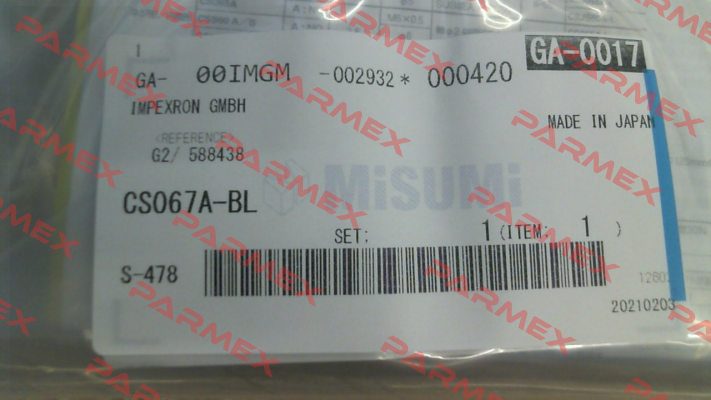 1
GA-0017
GA- 00IMGM -002932* 000420
IMPEXRON GMBH
MADE IN JAPAN
<REFERENCE>
G2/ 588438
MiSUMi
CS067A-BL
SET: 1 (ITEM: 1 )
S-478
20210203
PARMEX